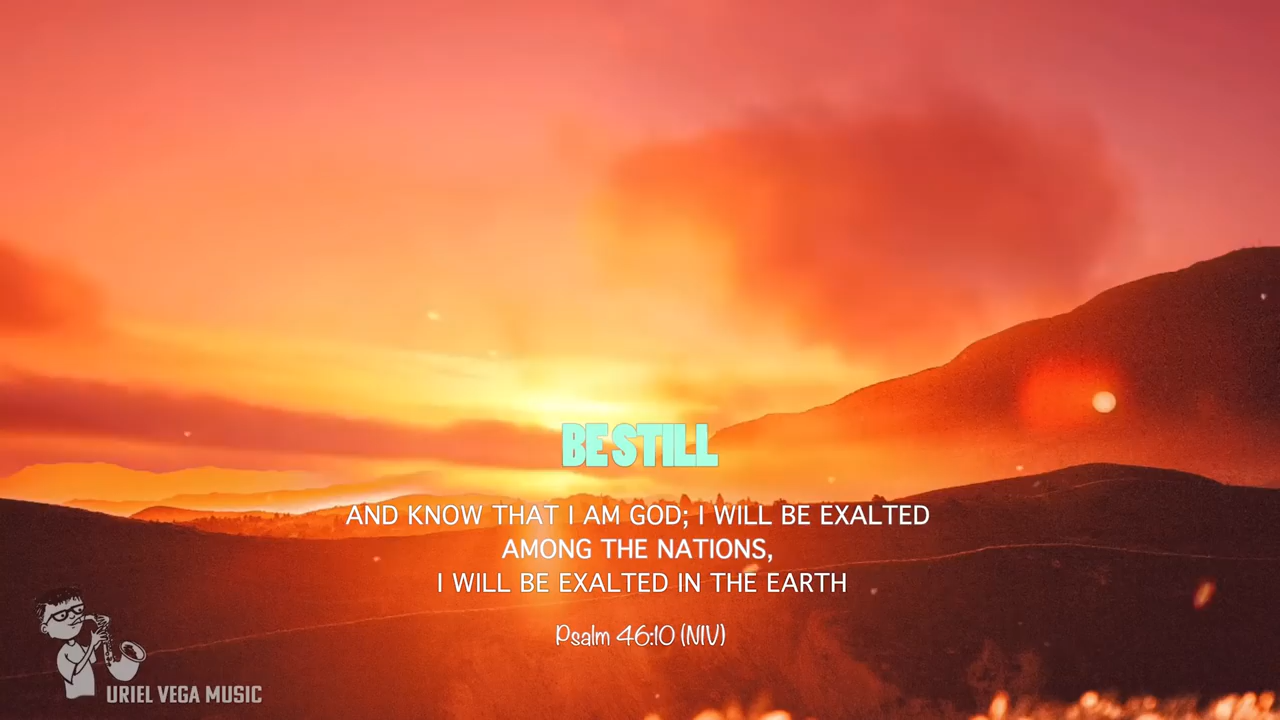 BE STILL
AND KNOW THAT I AM GOD; I WILL BE EXALTED
AMONG THE NATIONS,
I WILL BE EXALTED IN THE EARTH
Psalm 46:10 (NIV)
URIEL VEGA MUSIC